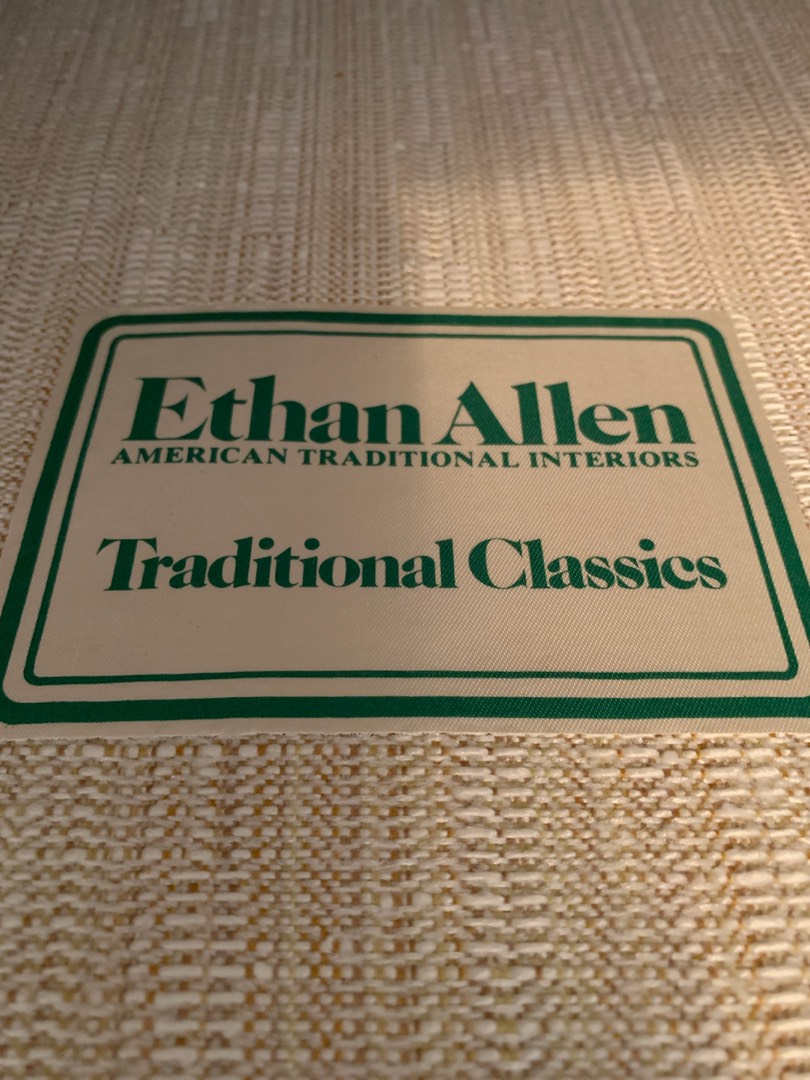 Ethan Allen
AMERICAN TRADITIONAL INTERIORS
Traditional Classics